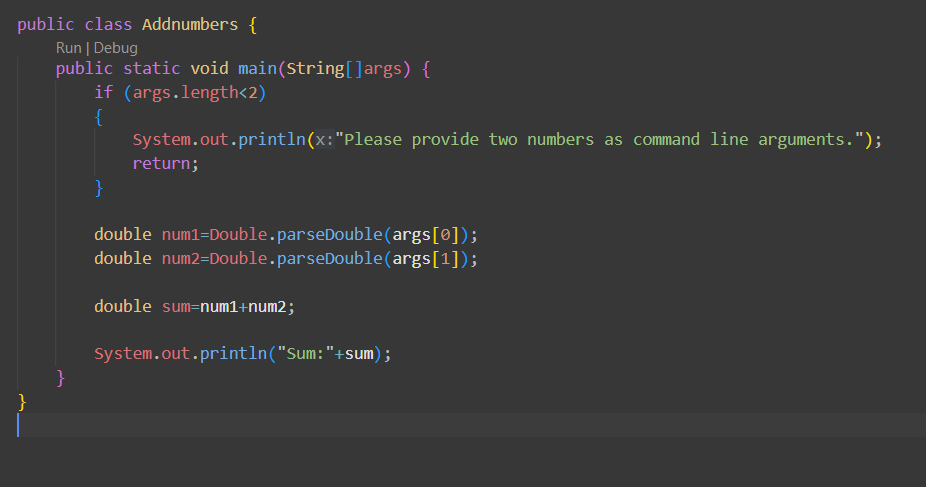 public class Addnumbers {
Run | Debug
public static void main(String[]args) {
if (args.length<2)
{
System.out.println(x:"Please provide two numbers as command line arguments.");
return;
}
double num1=Double.parseDouble(args[0]);
double num2=Double.parseDouble(args[1]);
double sum=num1+num2;
System.out.println("Sum:"+sum);
}
}